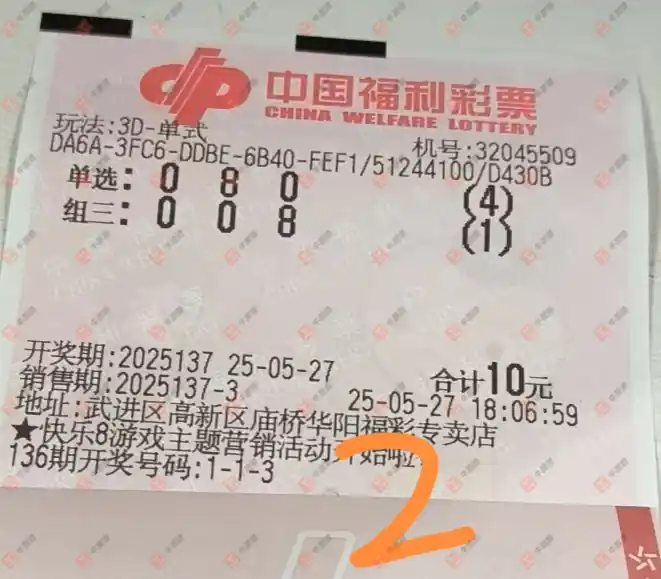 中国福利彩票
CHINA WELFARE LOTTERY
玩法:3D-单式
机号:32045509
DA6A-3FC6-DDBE-6B40-FEF1/51244100/D430B
单选: 0 8 0 (4)
组三: 0 0 8 (1)
开奖期:2025137 25-05-27 合计10元
销售期:2025137-3 25-05-27 18:06:59
地址:武进区高新区庙桥华阳福彩专卖店
★快乐8游戏主题营销活动开始啦
136期开奖号码:1-1-3
2